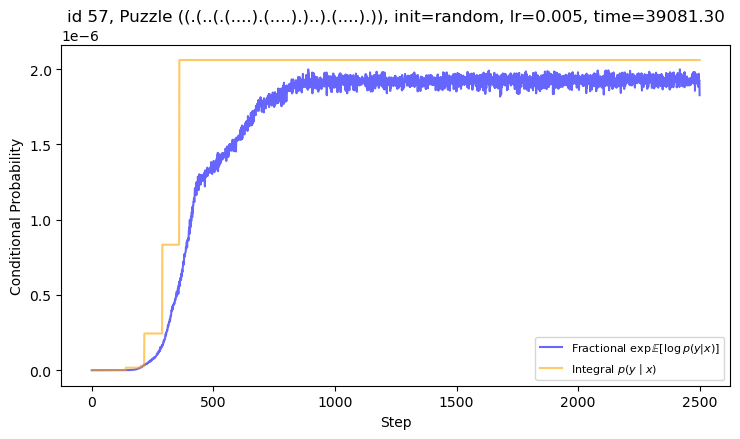 id 57, Puzzle ((.(..(.(....).(....).)..).(....).)), init=random, lr=0.005, time=39081.30
1e−6
2.0
1.5
1.0
0.5
0.0
Conditional Probability
0
500
1000
1500
2000
2500
Step
Fractional exp𝔼[log p(y|x)]
Integral p(y | x)